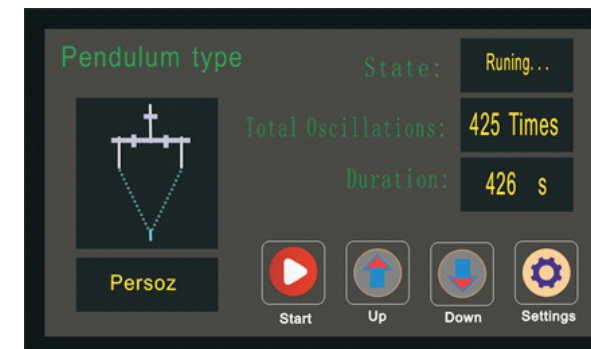 Pendulum type
State: Runing...
Total Oscillations: 425 Times
Duration: 426 s
Persoz
Start Up Down Settings